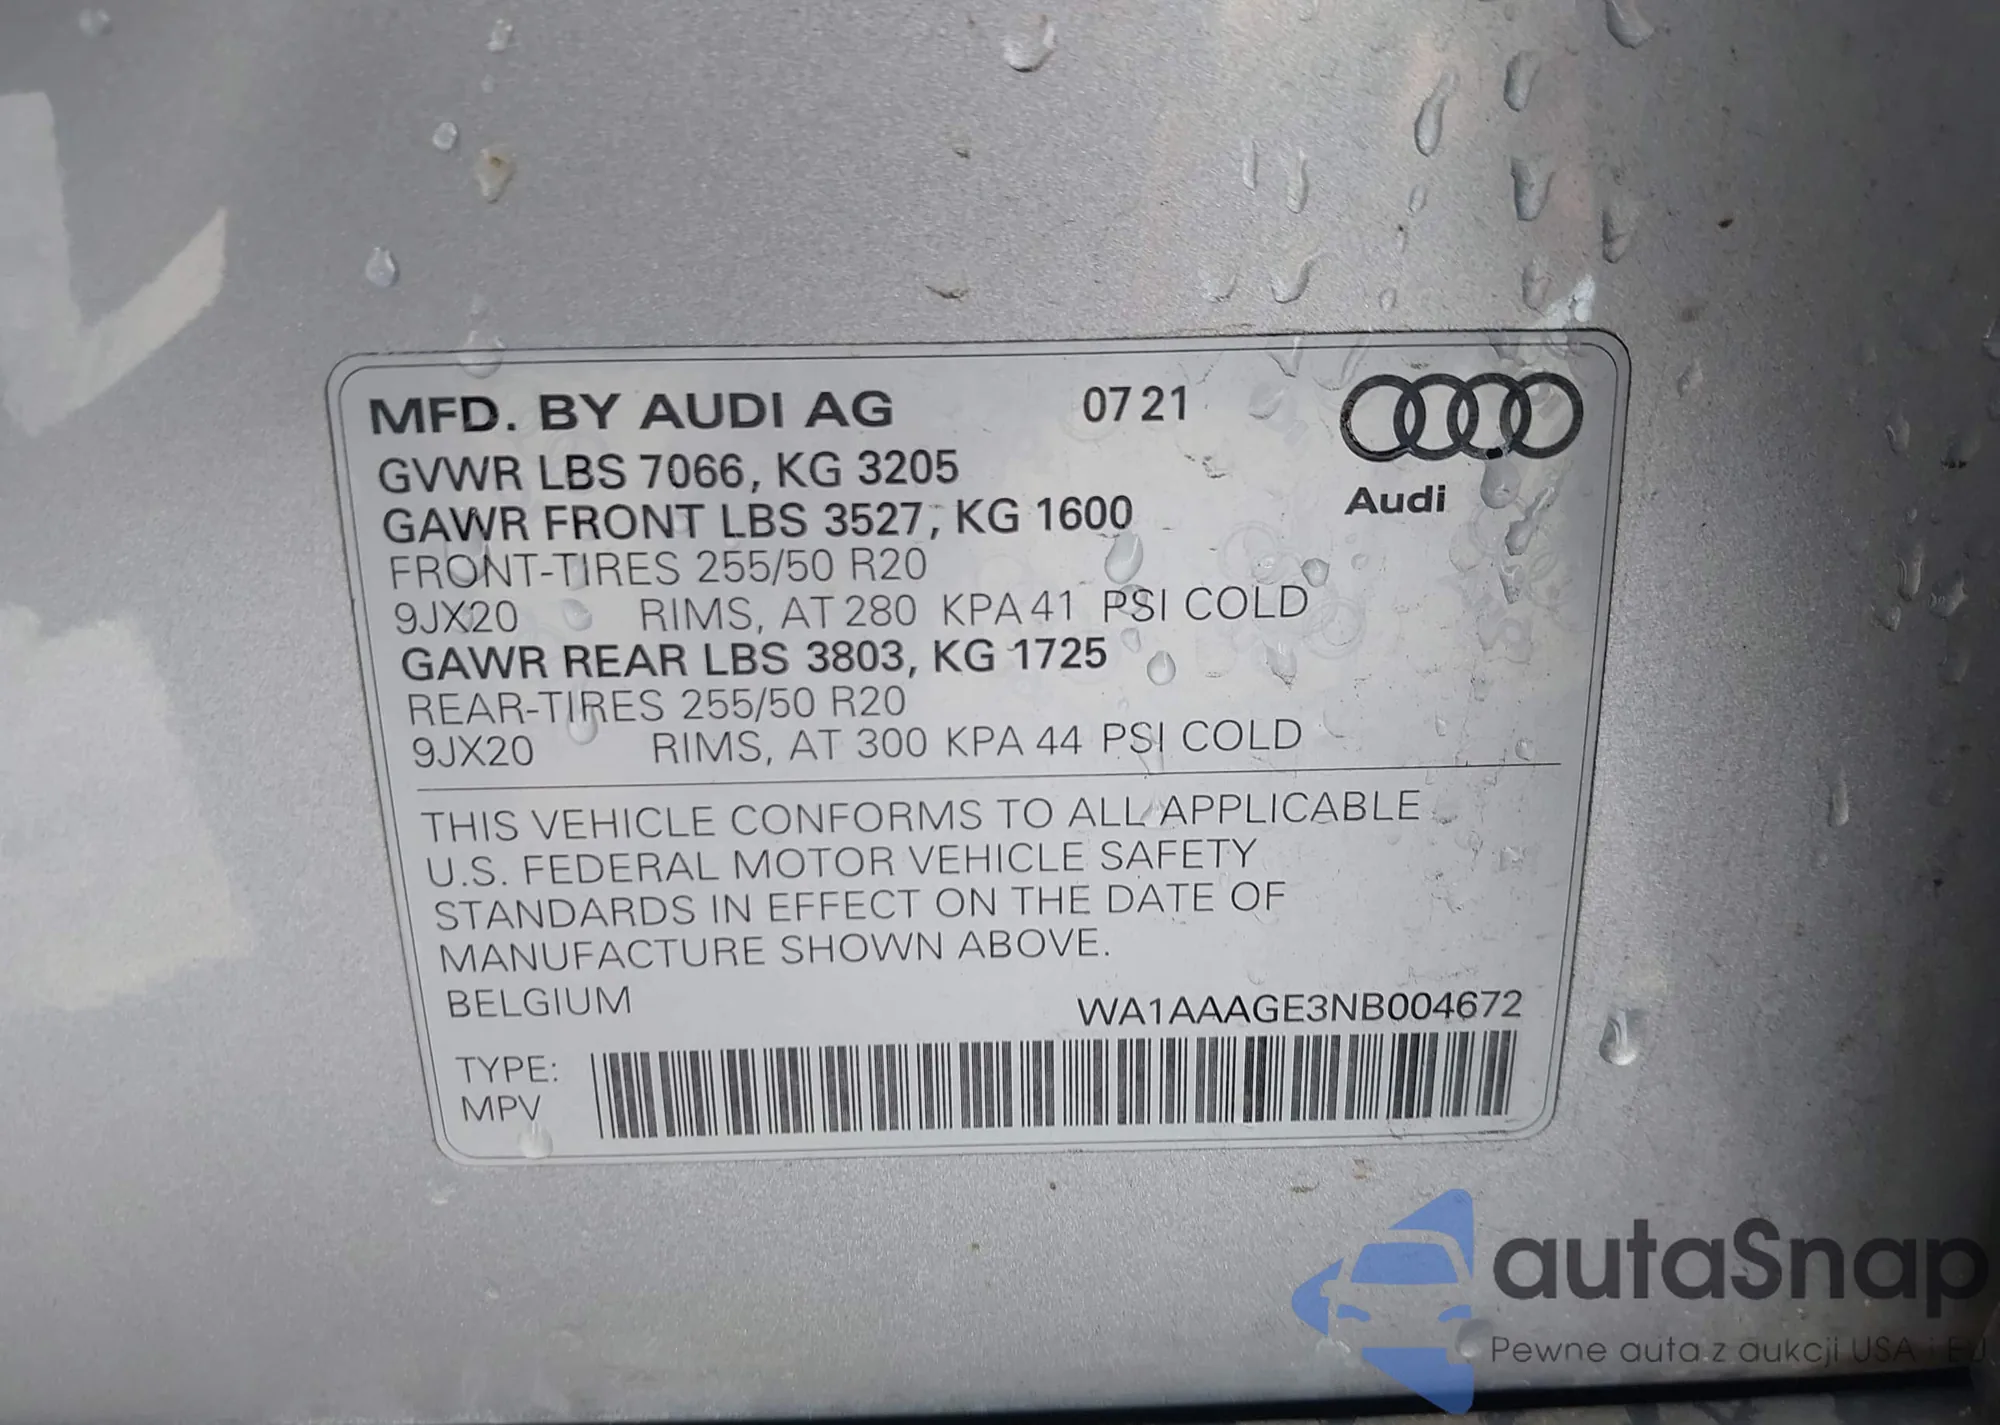 MFD. BY AUDI AG 07 21
Audi
GVWR LBS 7066, KG 3205
GAWR FRONT LBS 3527, KG 1600
FRONT-TIRES 255/50 R20
9JX20 RIMS, AT 280 KPA 41 PSI COLD
GAWR REAR LBS 3803, KG 1725
REAR-TIRES 255/50 R20
9JX20 RIMS, AT 300 KPA 44 PSI COLD
THIS VEHICLE CONFORMS TO ALL APPLICABLE
U.S. FEDERAL MOTOR VEHICLE SAFETY
STANDARDS IN EFFECT ON THE DATE OF
MANUFACTURE SHOWN ABOVE.
BELGIUM WA1AAAGE3NB004672
TYPE:
MPV
autaSnap
Pewne auta z aukcji USA i EU